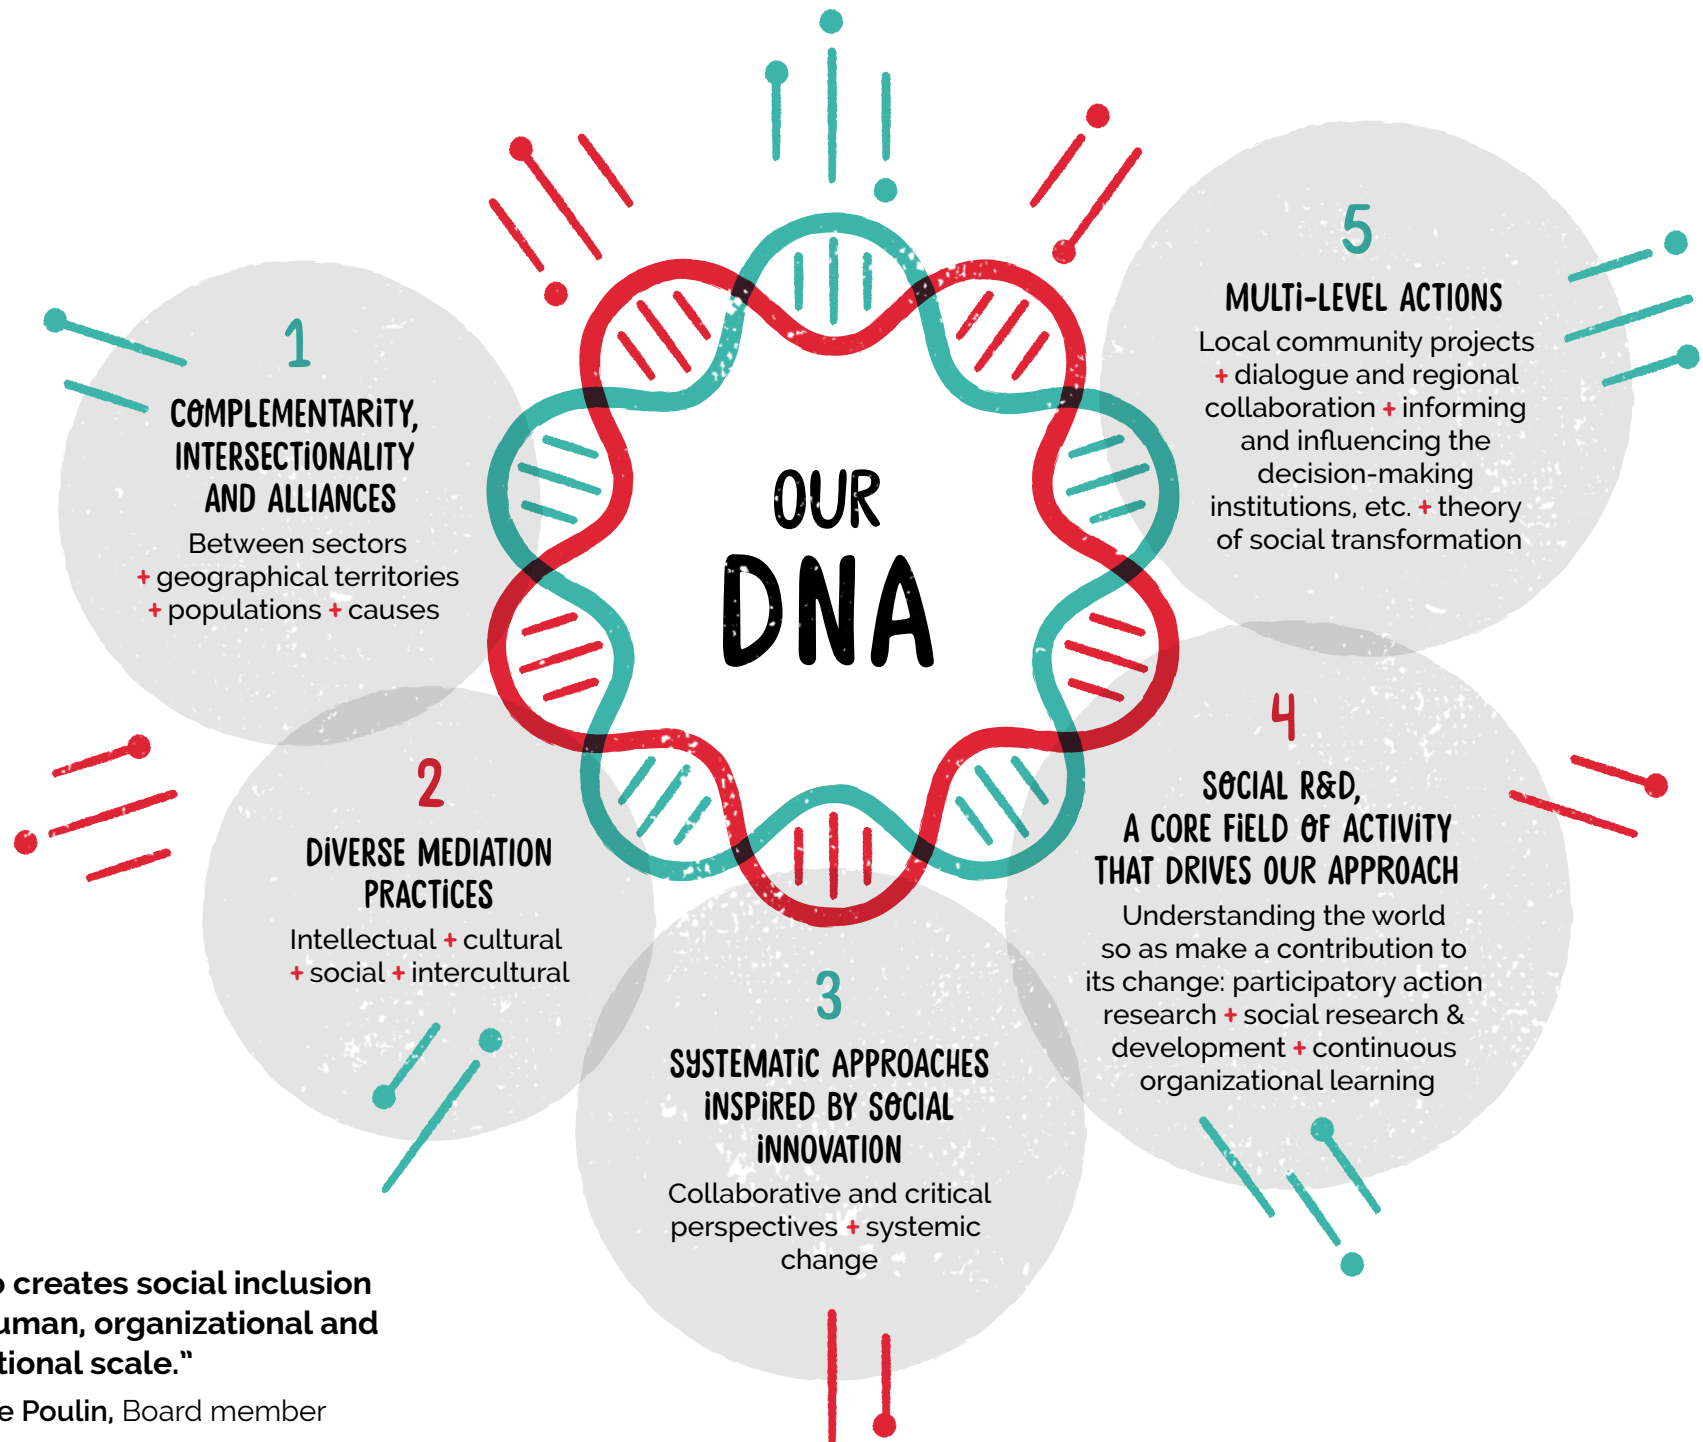 OUR
DNA
1
COMPLEMENTARITY,
INTERSECTIONALITY
AND ALLIANCES
Between sectors
+ geographical territories
+ populations + causes
2
DIVERSE MEDIATION
PRACTICES
Intellectual + cultural
+ social + intercultural
3
SYSTEMATIC APPROACHES
INSPIRED BY SOCIAL
INNOVATION
Collaborative and critical
perspectives + systemic
change
4
SOCIAL R&D,
A CORE FIELD OF ACTIVITY
THAT DRIVES OUR APPROACH
Understanding the world
so as make a contribution to
its change: participatory action
research + social research &
development + continuous
organizational learning
5
MULTI-LEVEL ACTIONS
Local community projects
+ dialogue and regional
collaboration + informing
and influencing the
decision-making
institutions, etc. + theory
of social transformation
creates social inclusion
organizational and
scale.”
Poulin, Board member